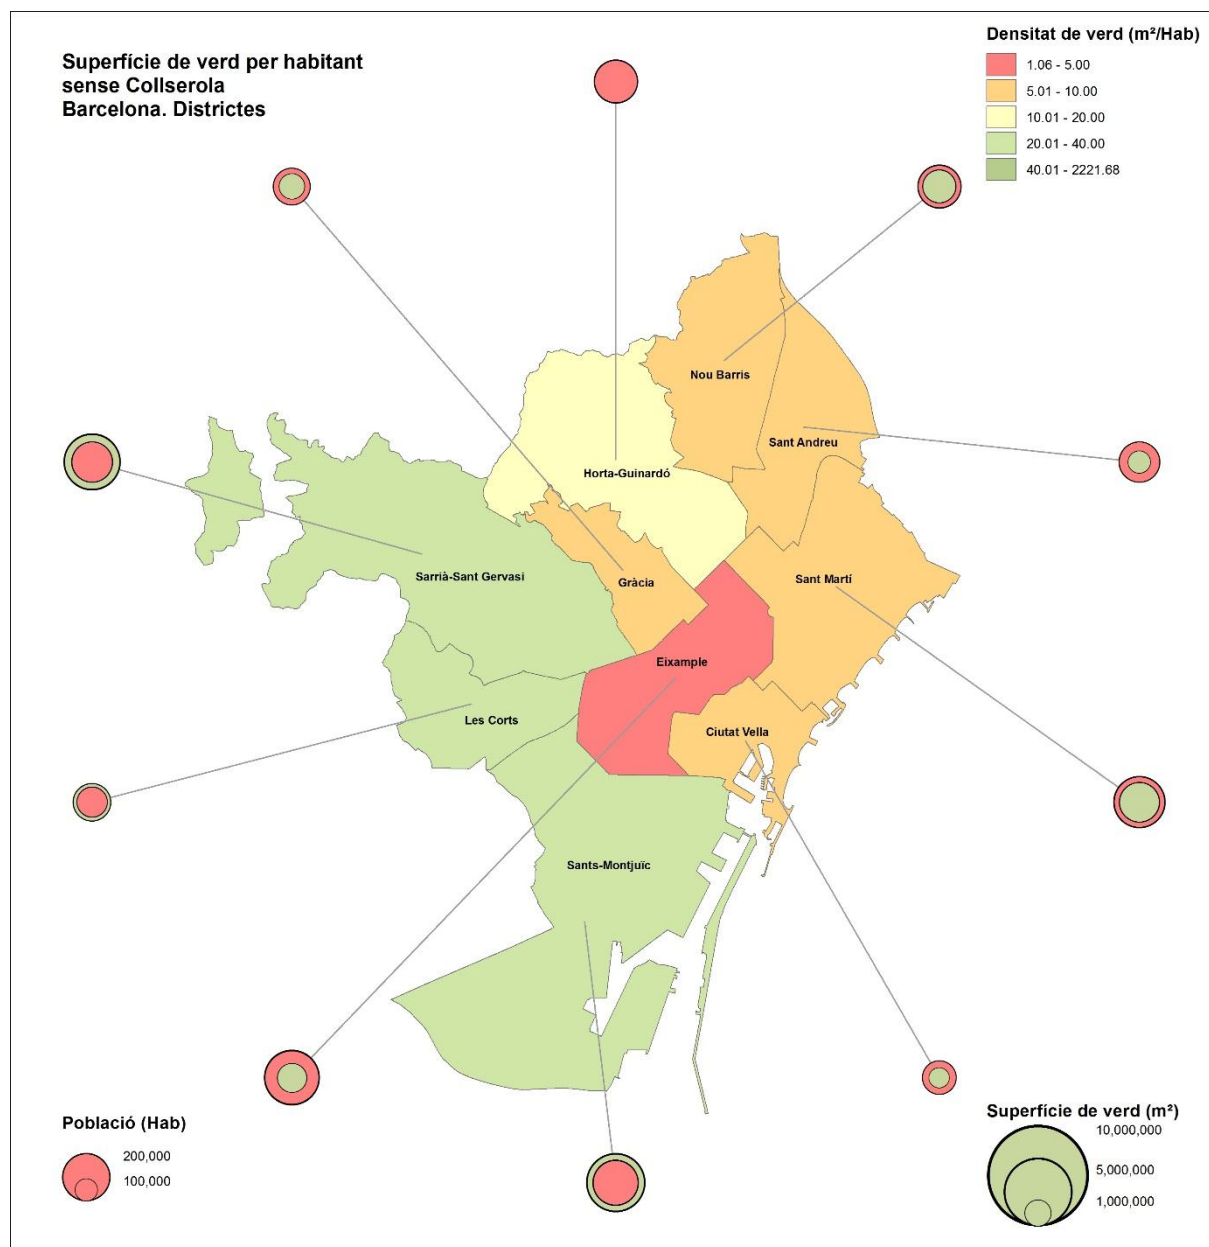 Superfície de verd per habitant
sense Collserola
Barcelona. Districtes
Densitat de verd (m²/Hab)
1.06 - 5.00
5.01 - 10.00
10.01 - 20.00
20.01 - 40.00
40.01 - 2221.68
Nou Barris
Sant Andreu
Horta-Guinardó
Sarrià-Sant Gervasi
Gràcia
Sant Martí
Eixample
Les Corts
Ciutat Vella
Sants-Montjuïc
Població (Hab)
200,000
100,000
Superfície de verd (m²)
10,000,000
5,000,000
1,000,000